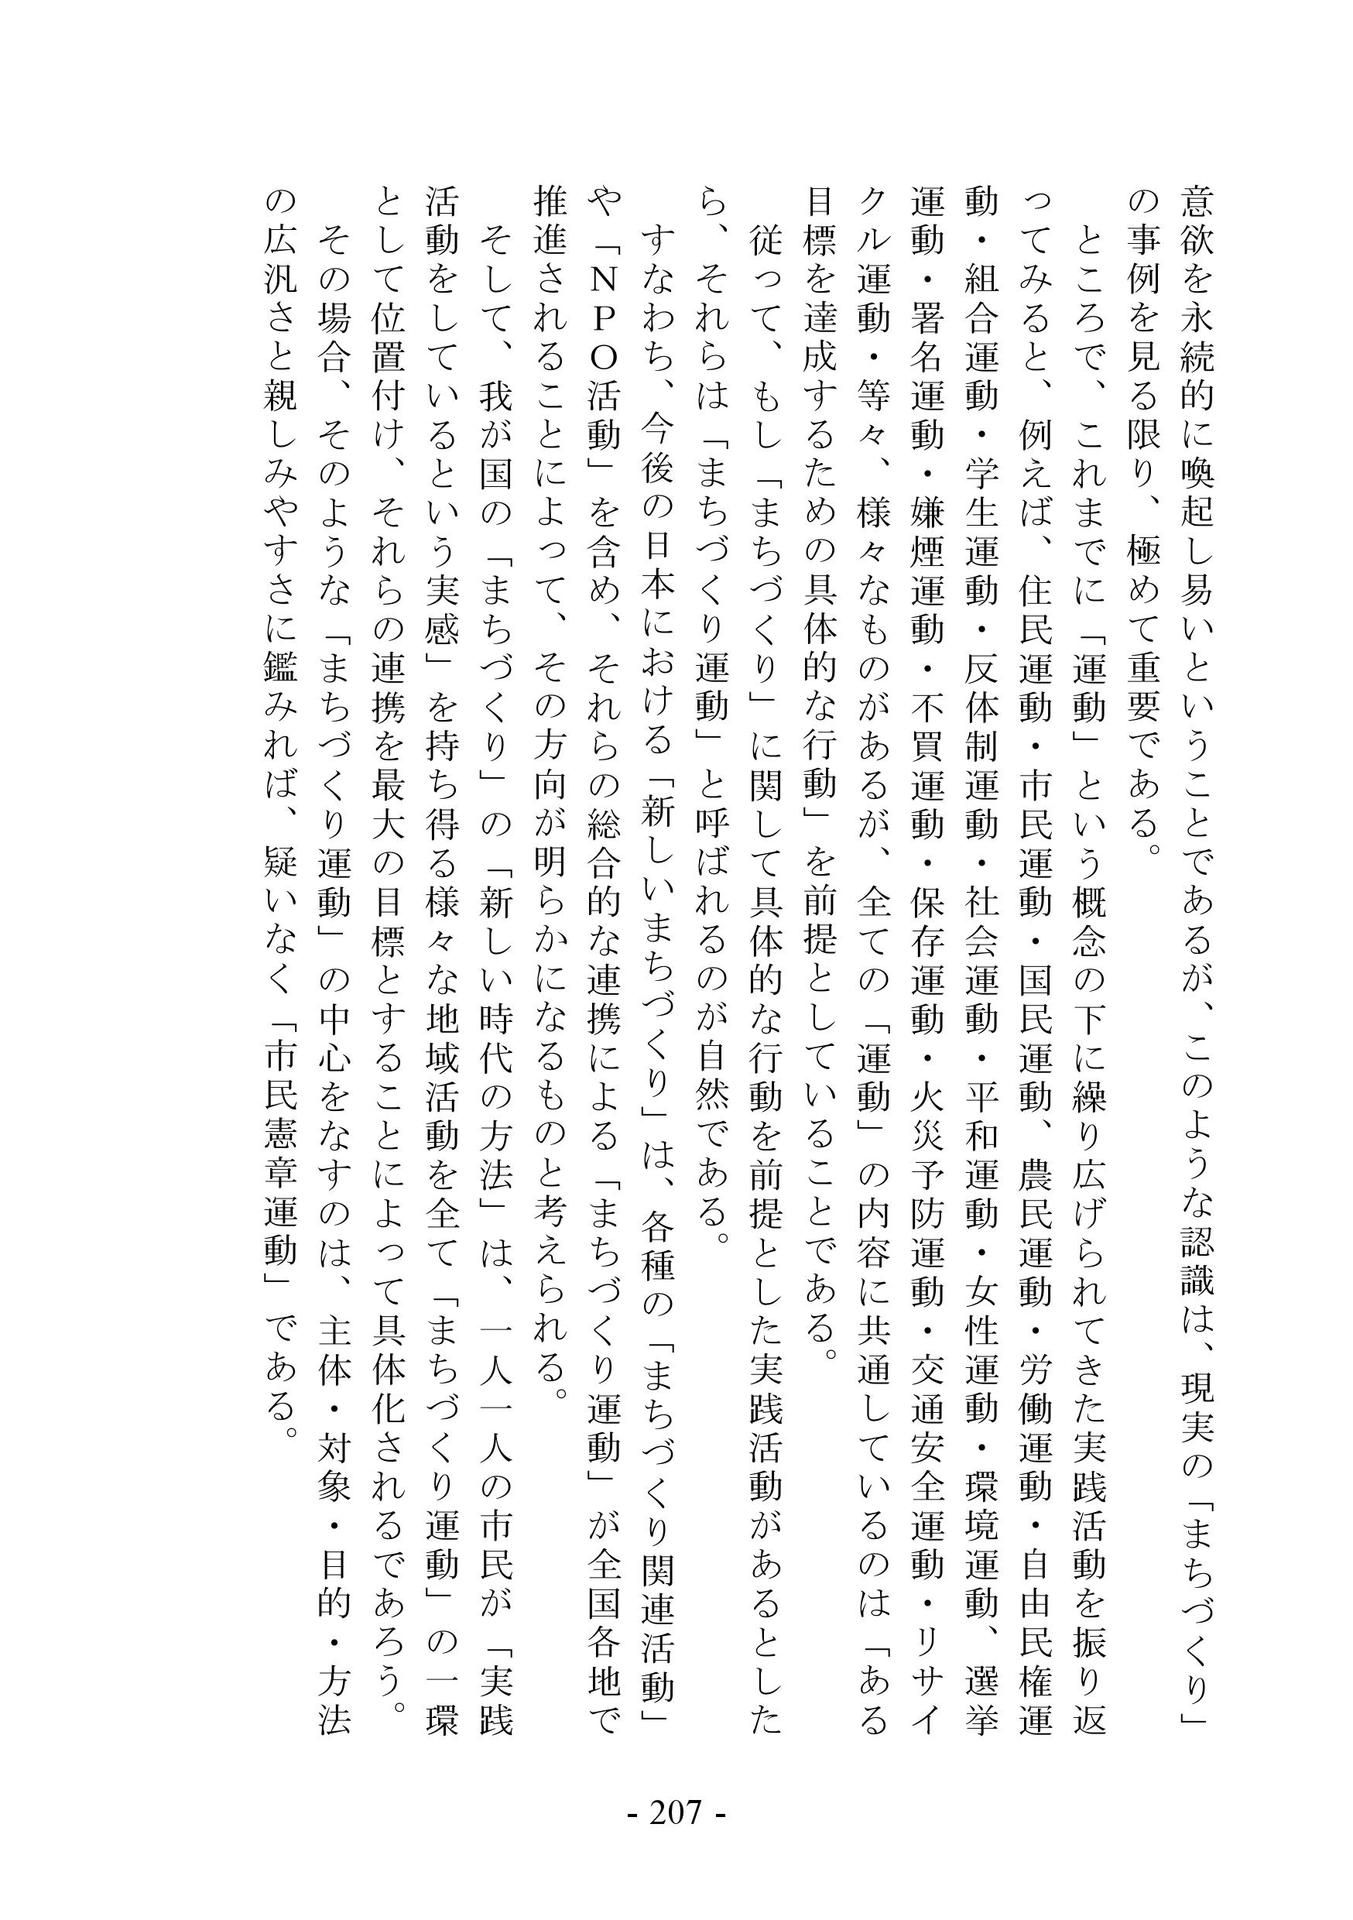 意欲を永続的に喚起し易いということであるが、このような認識は、現実の「まちづくり」
の事例を見る限り、極めて重要である。
ところで、これまでに「運動」という概念の下に繰り広げられてきた実践活動を振り返
ってみると、例えば、住民運動・市民運動・国民運動、農民運動・労働運動・自由民権運
動・組合運動・学生運動・反体制運動・社会運動・平和運動・女性運動・環境運動、選挙
運動・署名運動・嫌煙運動・不買運動・保存運動・火災予防運動・交通安全運動・リサイ
クル運動・等々、様々なものがあるが、全ての「運動」の内容に共通しているのは「ある
目標を達成するための具体的な行動」を前提としていることである。
従って、もし「まちづくり」に関して具体的な行動を前提とした実践活動があるとした
ら、それらは「まちづくり運動」と呼ばれるのが自然である。
すなわち、今後の日本における「新しいまちづくり」は、各種の「まちづくり関連活動」
や「ＮＰＯ活動」を含め、それらの総合的な連携による「まちづくり運動」が全国各地で
推進されることによって、その方向が明らかになるものと考えられる。
そして、我が国の「まちづくり」の「新しい時代の方法」は、一人一人の市民が「実践
活動をしているという実感」を持ち得る様々な地域活動を全て「まちづくり運動」の一環
として位置付け、それらの連携を最大の目標とすることによって具体化されるであろう。
その場合、そのような「まちづくり運動」の中心をなすのは、主体・対象・目的・方法
の広汎さと親しみやすさに鑑みれば、疑いなく「市民憲章運動」である。
- 207 -